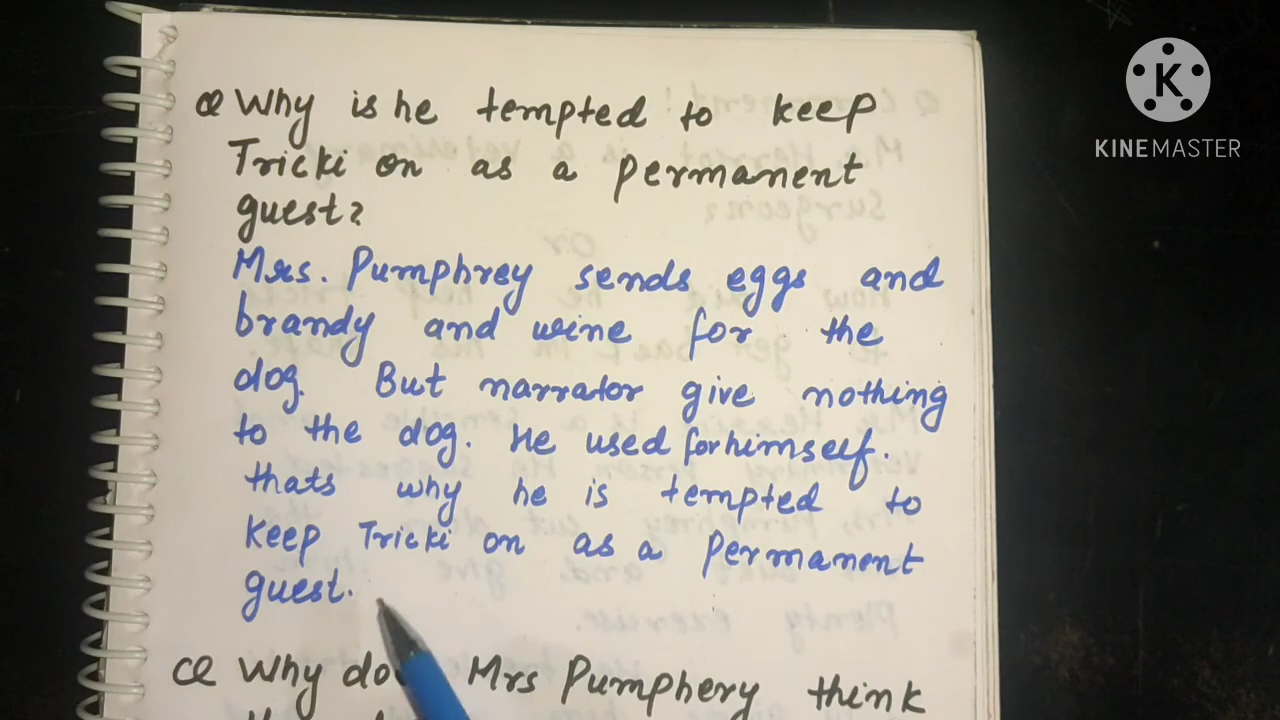 Q Why is he tempted to keep
Tricki on as a permanent
guest?
Mrs. Pumphrey sends eggs and
brandy and wine for the
dog. But narrator give nothing
to the dog. He used for himself.
thats why he is tempted to
keep Tricki on as a permanent
guest.
Q Why do Mrs Pumphery think
K
KINEMASTER